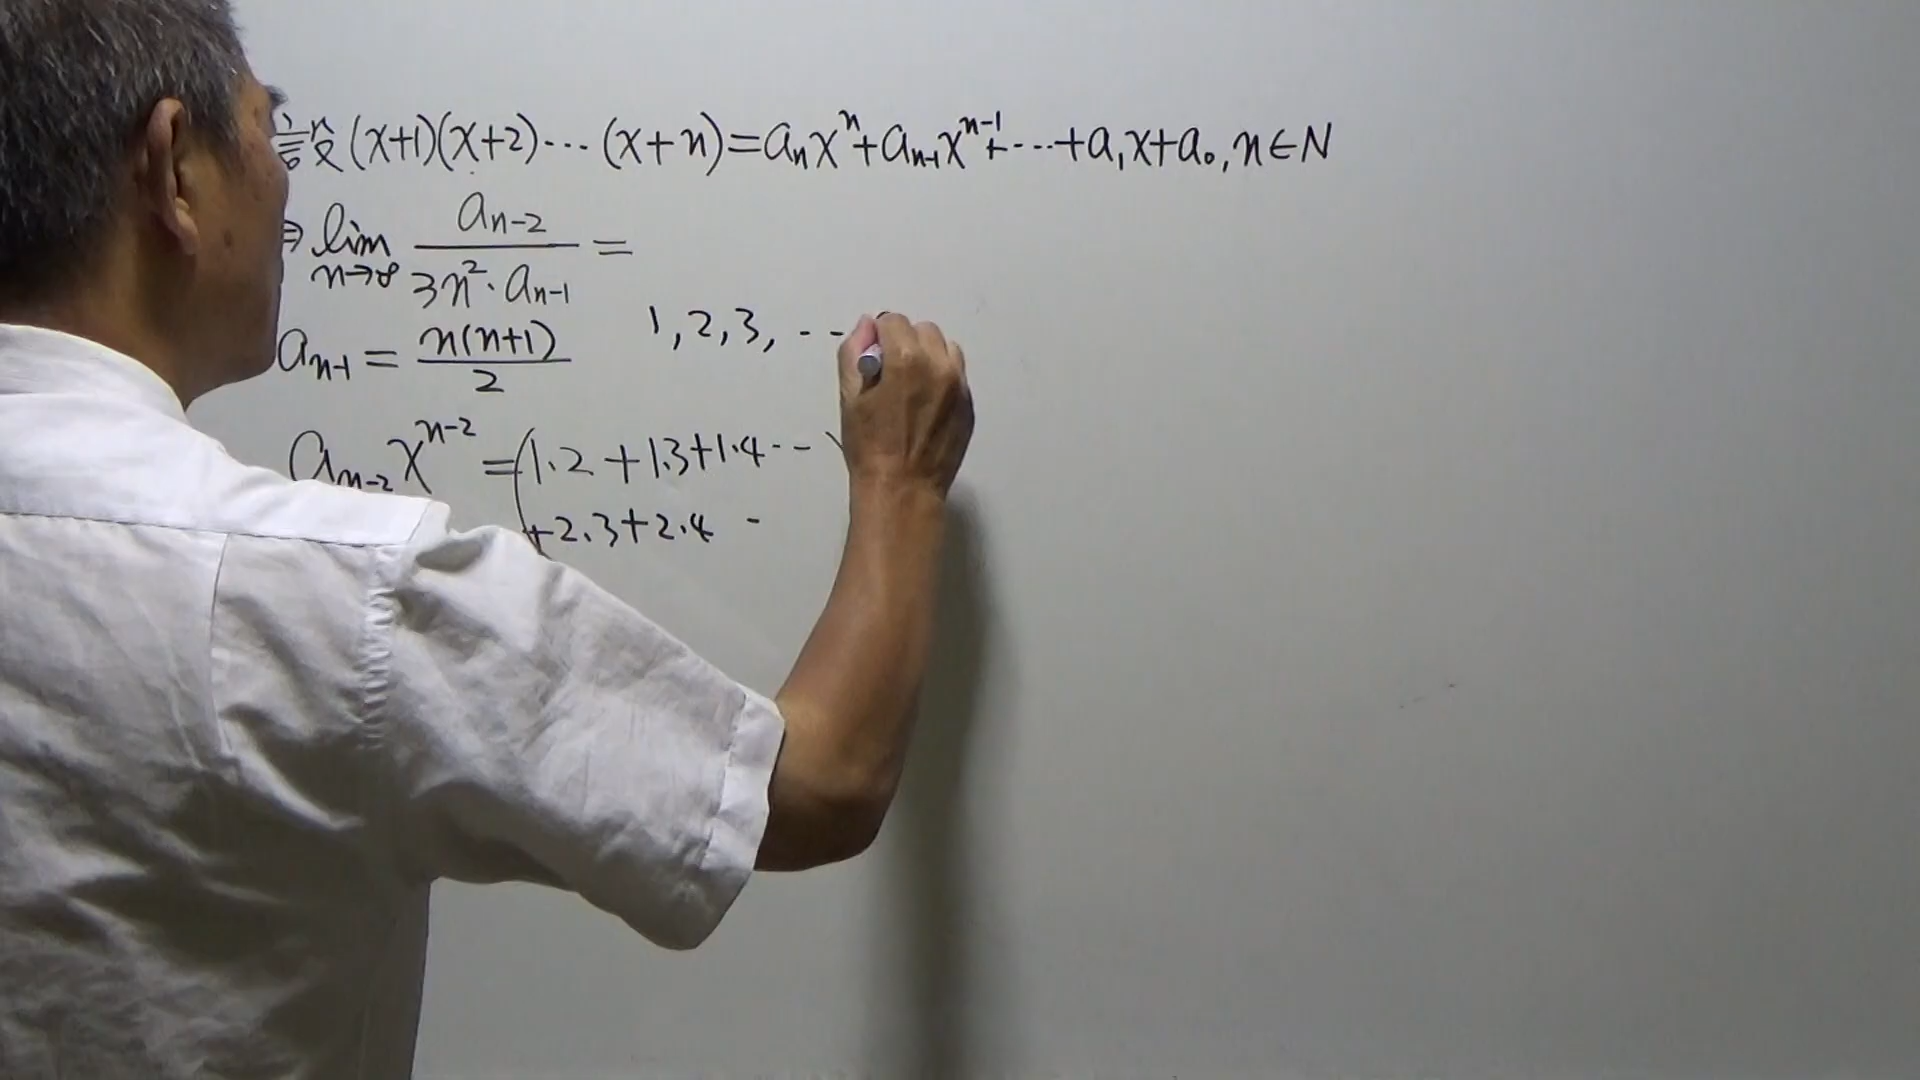 設(x+1)(x+2)···(x+n)=aₙxⁿ+aₙ₋₁xⁿ⁻¹+···+a₁x+a₀, n∈N
⇒ lim n→∞ aₙ₋₂ / 3n²·aₙ₋₁ =
aₙ₋₁ = n(n+1) / 2
1,2,3, ---
aₙ₋₂xⁿ⁻² =(1·2+1·3+1·4---)
+2·3+2·4 -